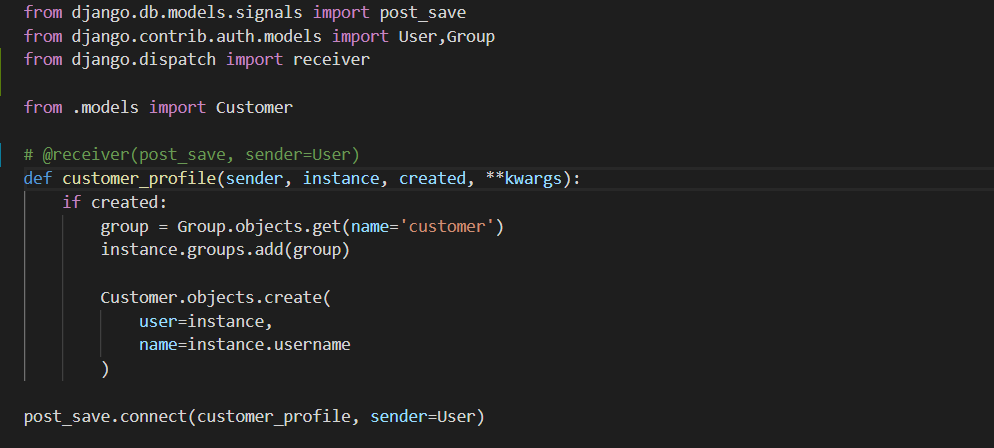 from django.db.models.signals import post_save
from django.contrib.auth.models import User,Group
from django.dispatch import receiver
from .models import Customer
# @receiver(post_save, sender=User)
def customer_profile(sender, instance, created, **kwargs):
    if created:
        group = Group.objects.get(name='customer')
        instance.groups.add(group)
        Customer.objects.create(
            user=instance,
            name=instance.username
        )
post_save.connect(customer_profile, sender=User)